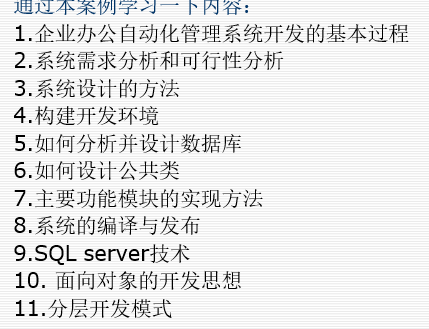 通过本案例学习一下内容：
1.企业办公自动化管理系统开发的基本过程
2.系统需求分析和可行性分析
3.系统设计的方法
4.构建开发环境
5.如何分析并设计数据库
6.如何设计公共类
7.主要功能模块的实现方法
8.系统的编译与发布
9.SQL server技术
10. 面向对象的开发思想
11.分层开发模式